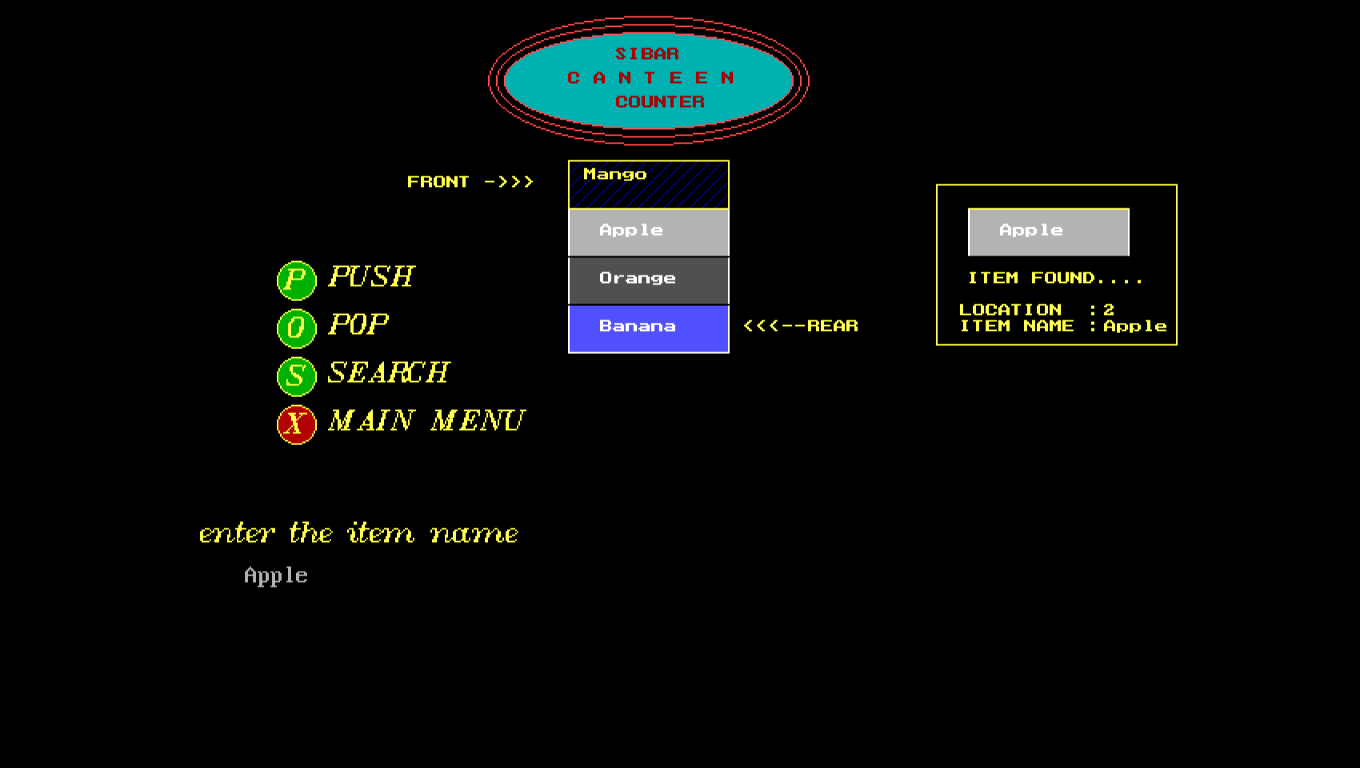 SIBAR
C A N T E E N
COUNTER
FRONT ->>>
Mango
Apple
Orange
Banana
<<<--REAR
P PUSH
O POP
S SEARCH
X MAIN MENU
Apple
ITEM FOUND....
LOCATION :2
ITEM NAME :Apple
enter the item name
Apple